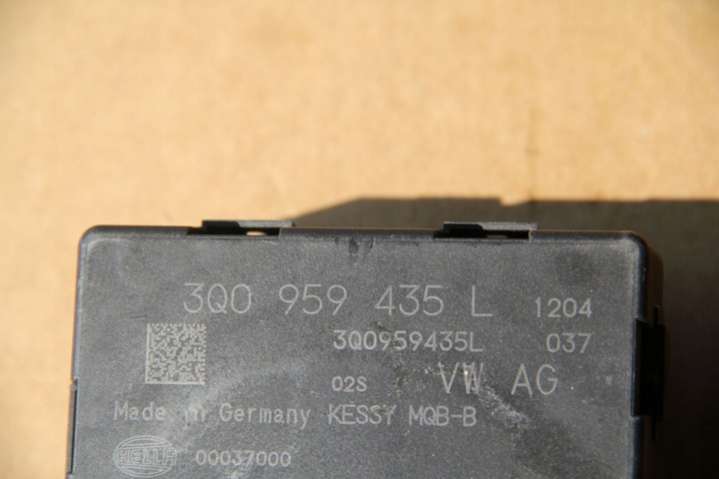 3Q0 959 435 L 1204
3Q0959435L 037
02S VW AG
Made in Germany KESSY MQB-B
HELLA 00037000